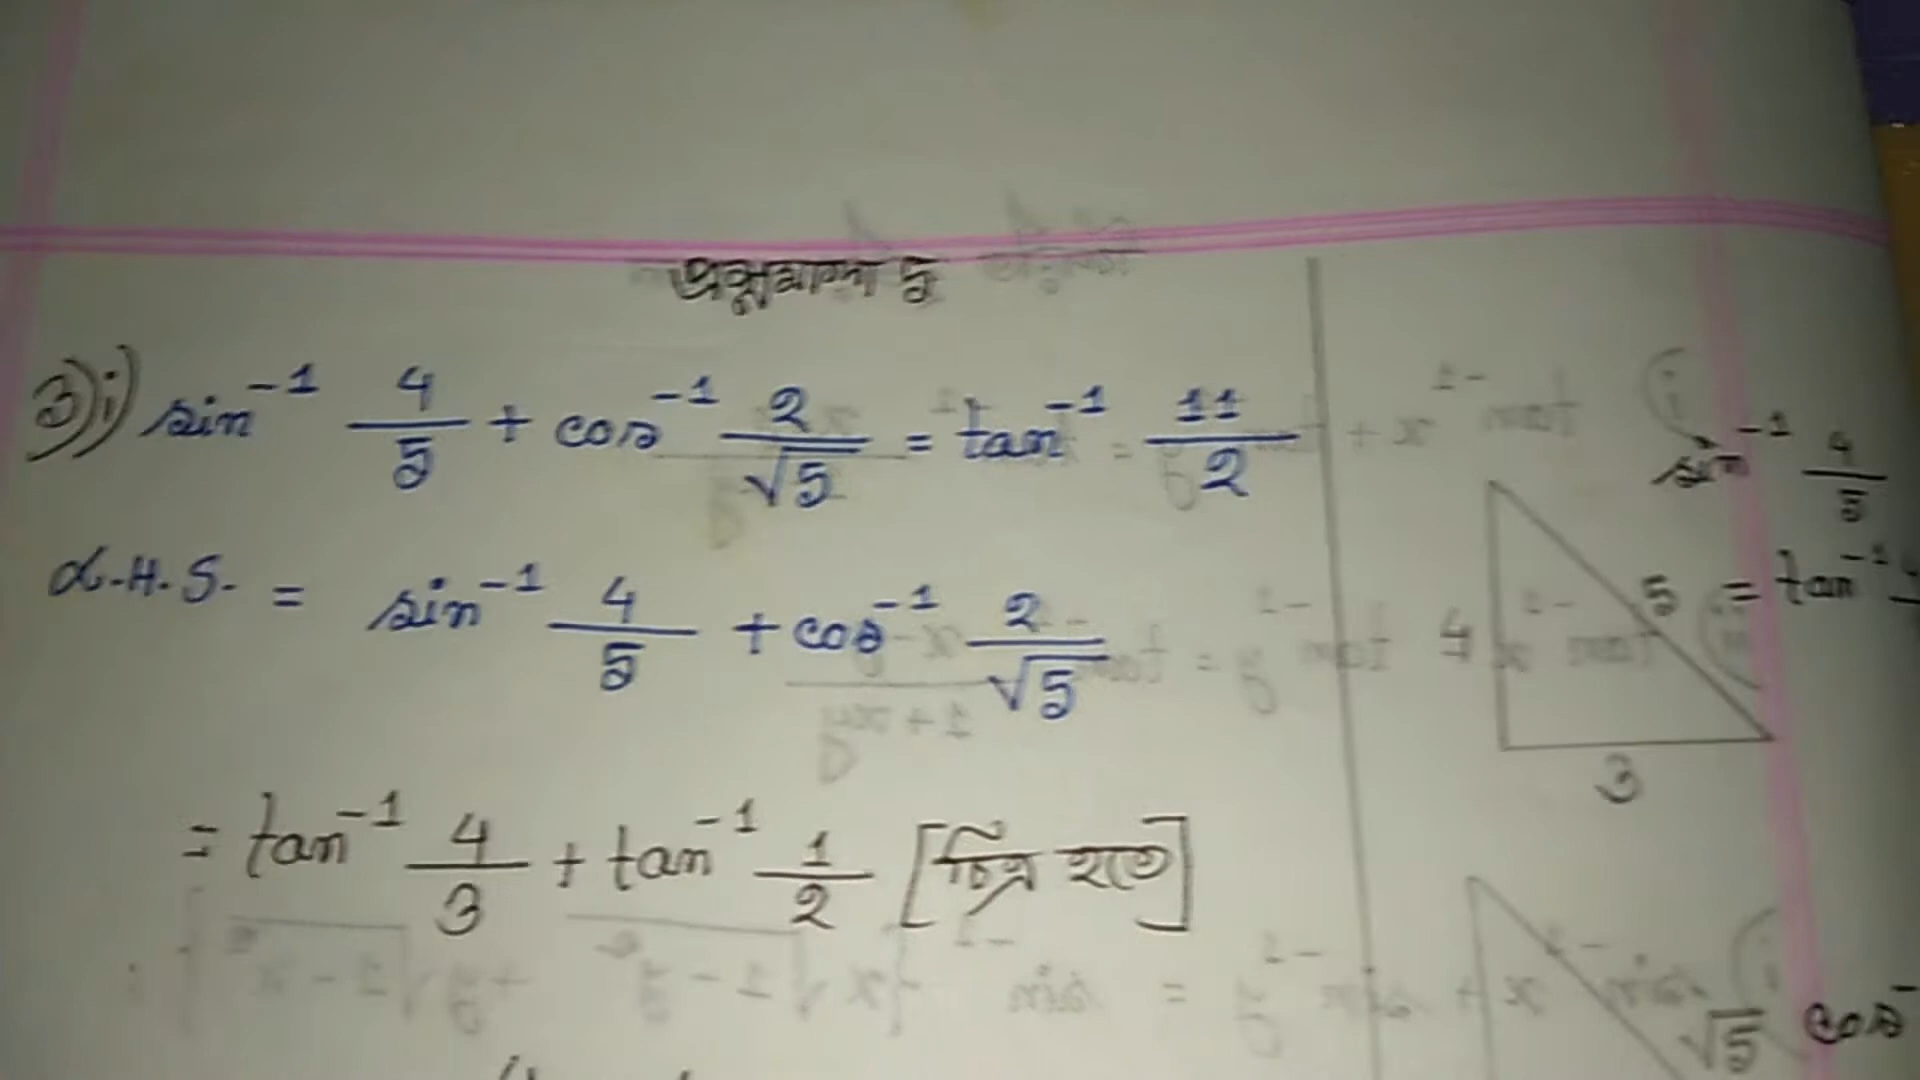 প্রশ্নমালা ১
3)i) sin⁻¹ 4/5 + cos⁻¹ 2/√5 = tan⁻¹ 11/2
L.H.S. = sin⁻¹ 4/5 + cos⁻¹ 2/√5
= tan⁻¹ 4/3 + tan⁻¹ 1/2 [চিত্র হতে]
sin⁻¹ 4/5
= tan⁻¹
4
5
3
√5
cos⁻